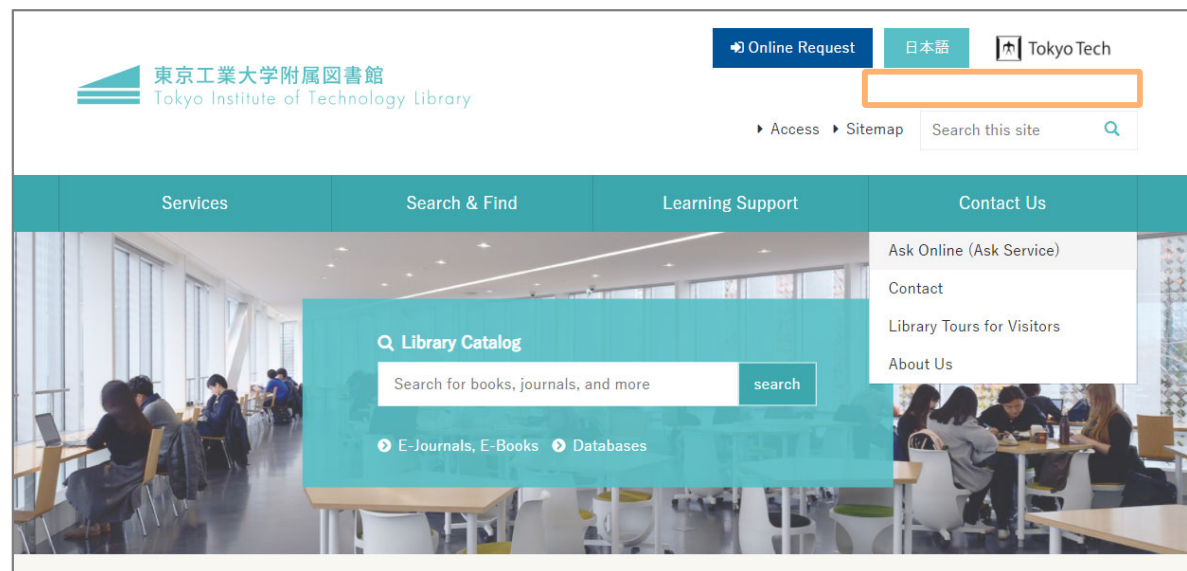 Online Request
日本語
Tokyo Tech
東京工業大学附属図書館
Tokyo Institute of Technology Library
Access
Sitemap
Search this site
Services
Search & Find
Learning Support
Contact Us
Ask Online (Ask Service)
Contact
Library Tours for Visitors
About Us
Library Catalog
Search for books, journals, and more
search
E-Journals, E-Books
Databases